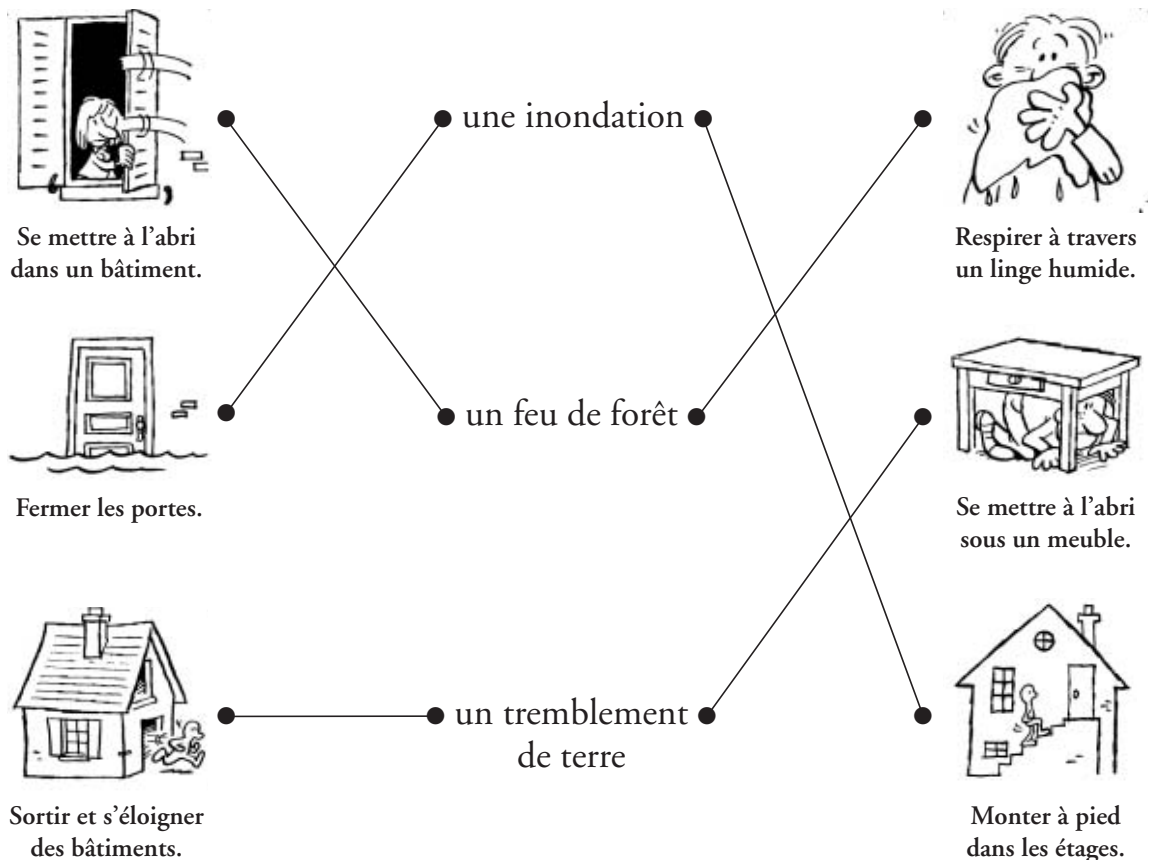 Se mettre à l'abri
dans un bâtiment.
une inondation
Respirer à travers
un linge humide.
Fermer les portes.
un feu de forêt
Se mettre à l'abri
sous un meuble.
Sortir et s'éloigner
des bâtiments.
un tremblement
de terre
Monter à pied
dans les étages.